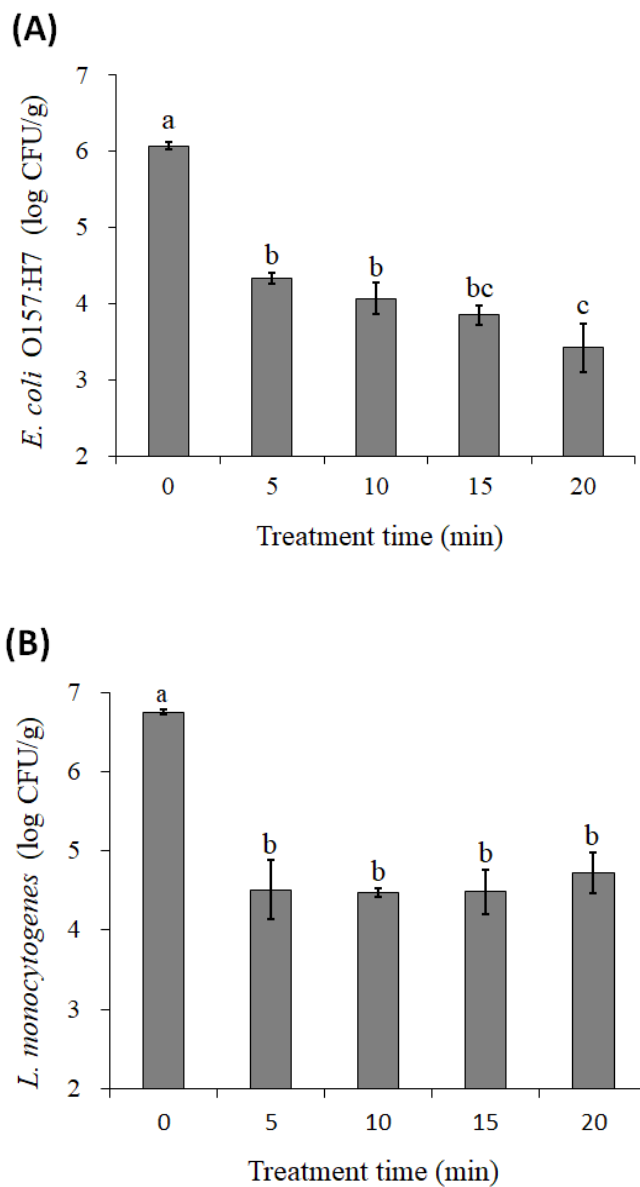 (A)
E. coli O157:H7 (log CFU/g)
7
6
5
4
3
2
a
b
b
bc
c
0 5 10 15 20
Treatment time (min)
(B)
L. monocytogenes (log CFU/g)
7
6
5
4
3
2
a
b
b
b
b
0 5 10 15 20
Treatment time (min)